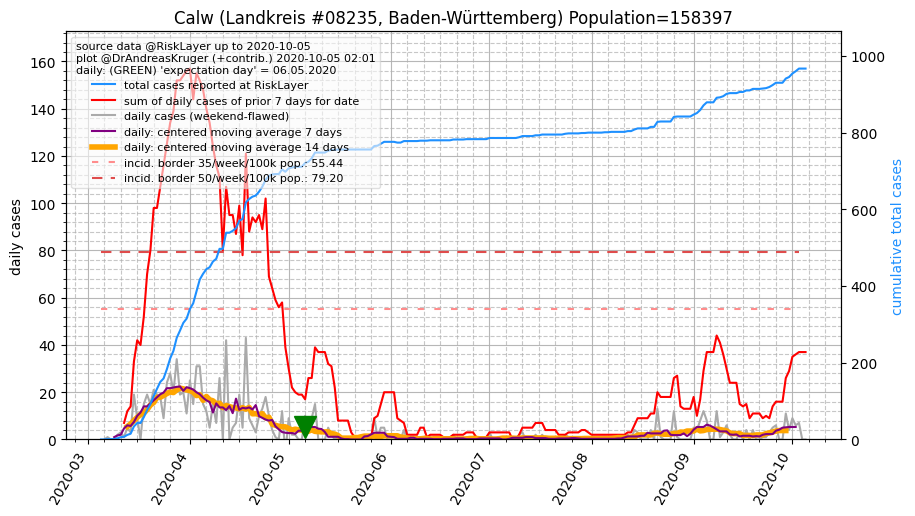 Calw (Landkreis #08235, Baden-Württemberg) Population=158397
source data @RiskLayer up to 2020-10-05
plot @DrAndreasKruger (+contrib.) 2020-10-05 02:01
daily: (GREEN) 'expectation day' = 06.05.2020
total cases reported at RiskLayer
sum of daily cases of prior 7 days for date
daily cases (weekend-flawed)
daily: centered moving average 7 days
daily: centered moving average 14 days
incid. border 35/week/100k pop.: 55.44
incid. border 50/week/100k pop.: 79.20
daily cases
160
140
120
100
80
60
40
20
0
cumulative total cases
1000
800
600
400
200
0
2020-03
2020-04
2020-05
2020-06
2020-07
2020-08
2020-09
2020-10